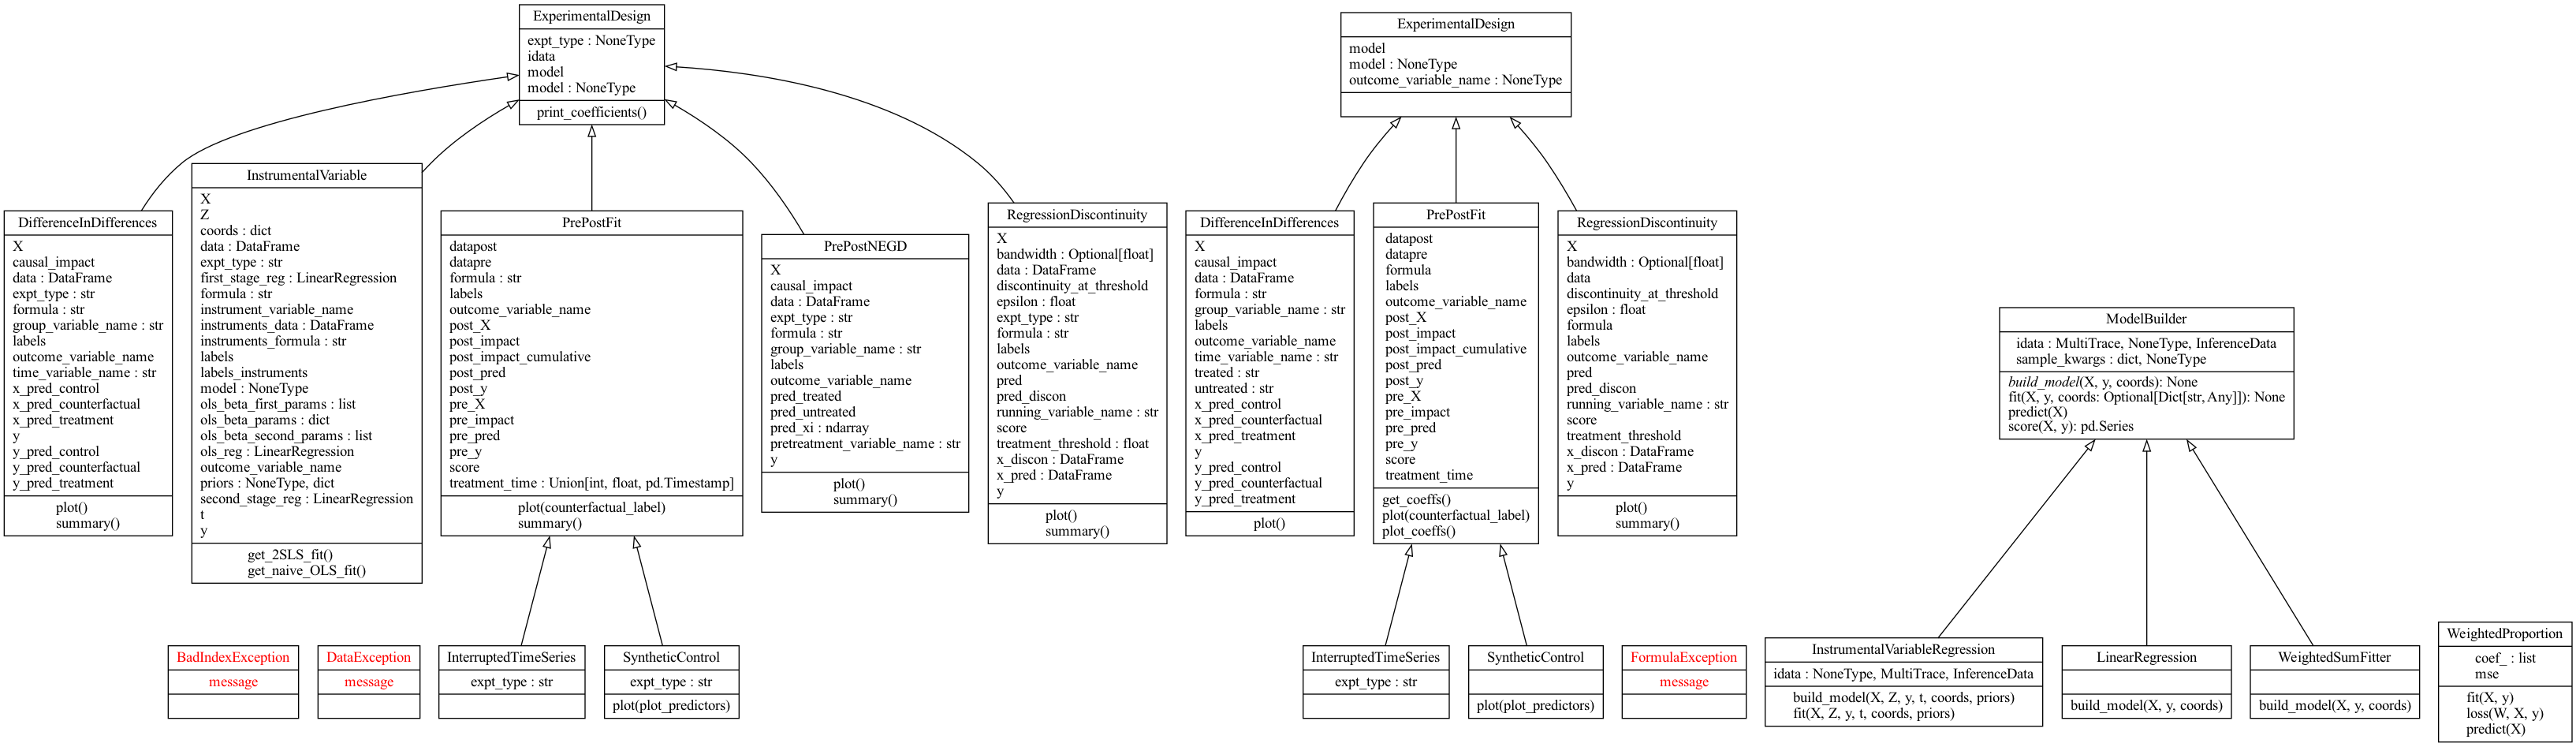 ExperimentalDesign
expt_type : NoneType
idata
model
model : NoneType
print_coefficients()
ExperimentalDesign
model
model : NoneType
outcome_variable_name : NoneType
DifferenceInDifferences
X
causal_impact
data : DataFrame
expt_type : str
formula : str
group_variable_name : str
labels
outcome_variable_name
time_variable_name : str
x_pred_control
x_pred_counterfactual
x_pred_treatment
y
y_pred_control
y_pred_counterfactual
y_pred_treatment
plot()
summary()
InstrumentalVariable
X
Z
coords : dict
data : DataFrame
expt_type : str
first_stage_reg : LinearRegression
formula : str
instrument_variable_name
instruments_data : DataFrame
instruments_formula : str
labels
labels_instruments
model : NoneType
ols_beta_first_params : list
ols_beta_params : dict
ols_beta_second_params : list
ols_reg : LinearRegression
outcome_variable_name
priors : NoneType, dict
second_stage_reg : LinearRegression
t
y
get_2SLS_fit()
get_naive_OLS_fit()
PrePostFit
datapost
datapre
formula : str
labels
outcome_variable_name
post_X
post_impact
post_impact_cumulative
post_pred
post_y
pre_X
pre_impact
pre_pred
pre_y
score
treatment_time : Union[int, float, pd.Timestamp]
plot(counterfactual_label)
summary()
PrePostNEGD
X
causal_impact
data : DataFrame
expt_type : str
formula : str
group_variable_name : str
labels
outcome_variable_name
pred_treated
pred_untreated
pred_xi : ndarray
pretreatment_variable_name : str
y
plot()
summary()
RegressionDiscontinuity
X
bandwidth : Optional[float]
data : DataFrame
discontinuity_at_threshold
epsilon : float
expt_type : str
formula : str
labels
outcome_variable_name
pred
pred_discon
running_variable_name : str
score
treatment_threshold : float
x_discon : DataFrame
x_pred : DataFrame
y
plot()
summary()
DifferenceInDifferences
X
causal_impact
data : DataFrame
formula : str
group_variable_name : str
labels
outcome_variable_name
time_variable_name : str
treated : str
untreated : str
x_pred_control
x_pred_counterfactual
x_pred_treatment
y
y_pred_control
y_pred_counterfactual
y_pred_treatment
plot()
PrePostFit
datapost
datapre
formula
labels
outcome_variable_name
post_X
post_impact
post_impact_cumulative
post_pred
post_y
pre_X
pre_impact
pre_pred
pre_y
score
treatment_time
get_coeffs()
plot(counterfactual_label)
plot_coeffs()
RegressionDiscontinuity
X
bandwidth : Optional[float]
data
discontinuity_at_threshold
epsilon : float
formula
labels
outcome_variable_name
pred
pred_discon
running_variable_name : str
score
treatment_threshold
x_discon : DataFrame
x_pred : DataFrame
y
plot()
summary()
ModelBuilder
idata : MultiTrace, NoneType, InferenceData
sample_kwargs : dict, NoneType
build_model(X, y, coords): None
fit(X, y, coords: Optional[Dict[str, Any]]): None
predict(X)
score(X, y): pd.Series
BadIndexException
message
DataException
message
InterruptedTimeSeries
expt_type : str
SyntheticControl
expt_type : str
plot(plot_predictors)
InterruptedTimeSeries
expt_type : str
SyntheticControl
plot(plot_predictors)
FormulaException
message
InstrumentalVariableRegression
idata : NoneType, MultiTrace, InferenceData
build_model(X, Z, y, t, coords, priors)
fit(X, Z, y, t, coords, priors)
LinearRegression
build_model(X, y, coords)
WeightedSumFitter
build_model(X, y, coords)
WeightedProportion
coef_ : list
mse
fit(X, y)
loss(W, X, y)
predict(X)